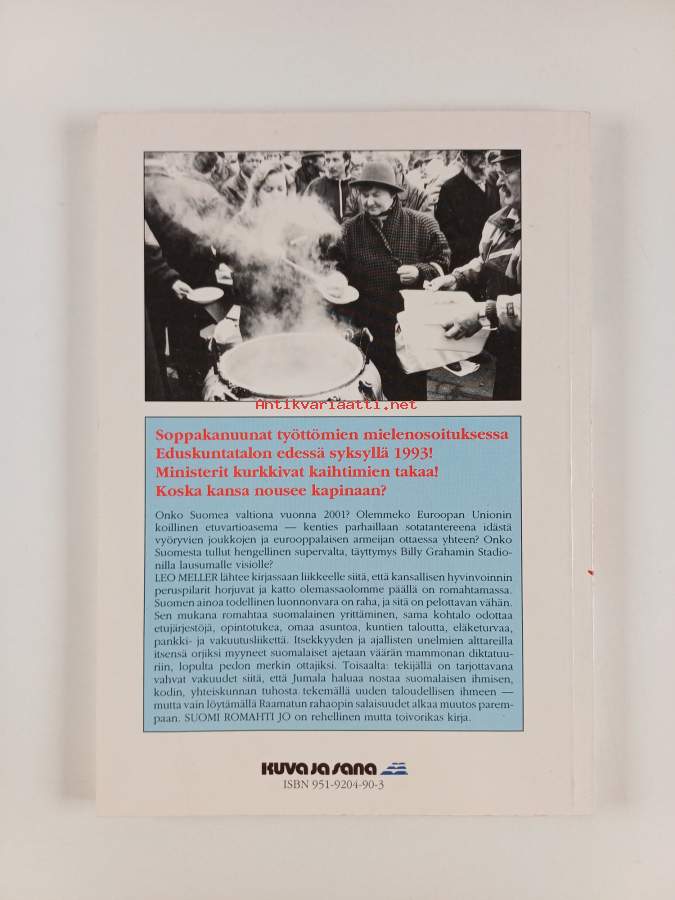 Antikvariaatti.net
Soppakanuunat työttömien mielenosoituksessa
Eduskuntatalon edessä syksyllä 1993!
Ministerit kurkkivat kaihtimien takaa!
Koska kansa nousee kapinaan?
Onko Suomea valtiona vuonna 2001? Olemmeko Euroopan Unionin
koillinen etuvartioasema — kenties parhaillaan sotatantereena idästä
vyöryvien joukkojen ja eurooppalaisen armeijan ottaessa yhteen? Onko
Suomesta tullut hengellinen supervalta, täyttymys Billy Grahamin Stadio-
nilla lausumalle visiolle?
LEO MELLER lähtee kirjassaan liikkeelle siitä, että kansallisen hyvinvoinnin
peruspilarit horjuvat ja katto olemassaolomme päällä on romahtamassa.
Suomen ainoa todellinen luonnonvara on raha, ja sitä on pelottavan vähän.
Sen mukana romahtaa suomalainen yrittäminen, sama kohtalo odottaa
etujärjestöjä, opintotukea, omaa asuntoa, kuntien taloutta, eläketurvaa,
pankki- ja vakuutusliikettä. Itsekkyyden ja ajallisten unelmien alttareilla
itsensä orjiksi myyneet suomalaiset ajetaan väärän mammonan diktatuu-
riin, lopulta pedon merkin ottajiksi. Toisaalta: tekijällä on tarjottavana
vahvat vakuudet siitä, että Jumala haluaa nostaa suomalaisen ihmisen,
kodin, yhteiskunnan tuhosta tekemällä uuden taloudellisen ihmeen —
mutta vain löytämällä Raamatun rahaopin salaisuudet alkaa muutos parem-
paan. SUOMI ROMAHTI JO on rehellinen mutta toivorikas kirja.
KUVA JA SANA
ISBN 951-9204-90-3